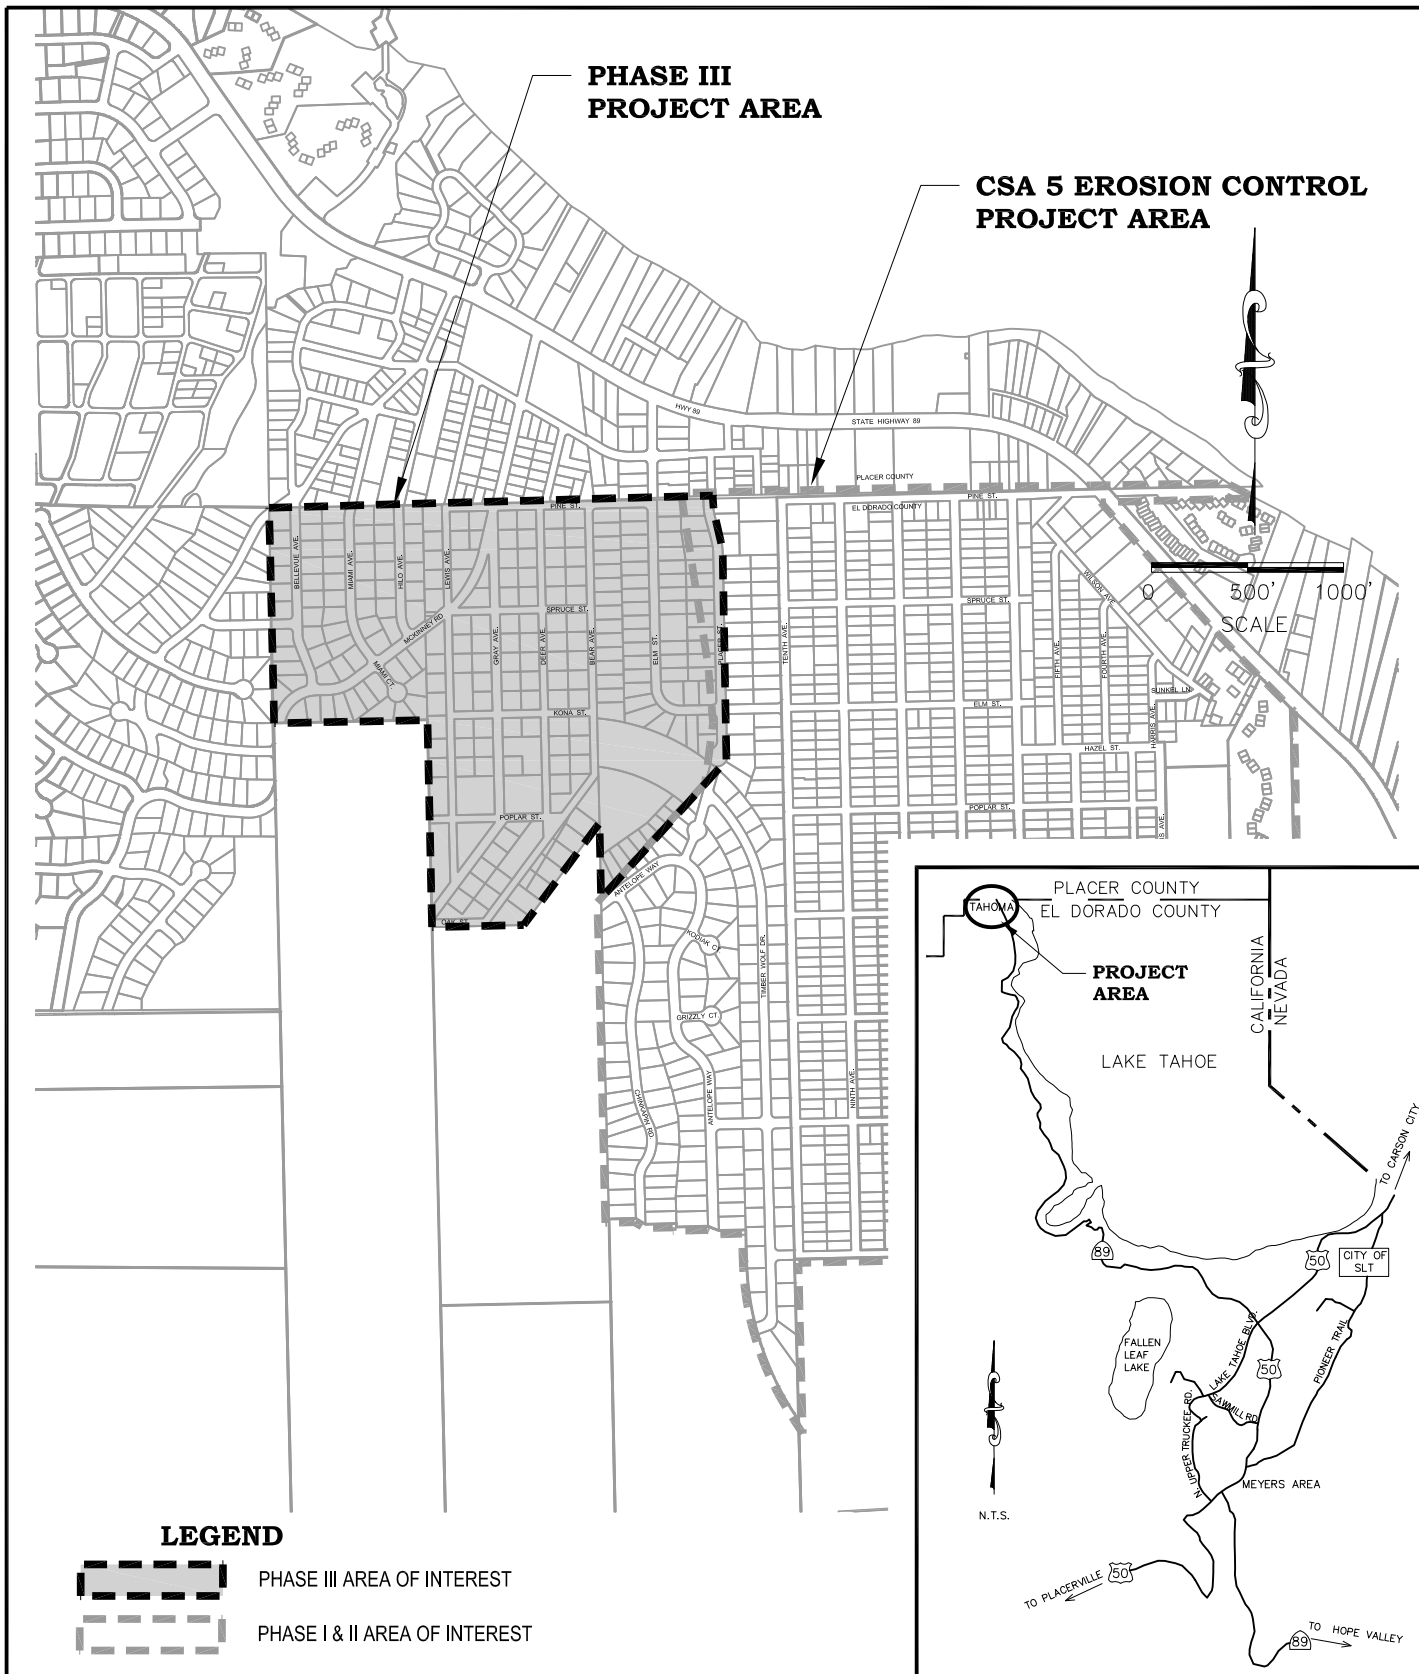 PHASE III
PROJECT AREA
CSA 5 EROSION CONTROL
PROJECT AREA
HWY 89
STATE HIGHWAY 89
PLACER COUNTY
PINE ST.
PINE ST.
EL DORADO COUNTY
BELLEVUE AVE.
MIAMI AVE.
HILO AVE.
LEWIS AVE.
MCKINNEY RD
MIAMI CT.
GRAY AVE.
DEER AVE.
BEAR AVE.
ELM ST.
PLACER ST.
TENTH AVE.
SPRUCE ST.
SPRUCE ST.
WILSON AVE
FIFTH AVE.
FOURTH AVE.
HARRIS AVE.
SUNKEL LN.
0 500' 1000'
SCALE
KONA ST.
ELM ST.
HAZEL ST.
POPLAR ST.
POPLAR ST.
IS AVE.
OAK ST.
ANTELOPE WAY
KODIAK CT.
TIMBER WOLF DR.
GRIZZLY CT.
CHINKAPIN RD
ANTELOPE WAY
NINTH AVE.
PLACER COUNTY
TAHOMA
EL DORADO COUNTY
PROJECT
AREA
CALIFORNIA
NEVADA
LAKE TAHOE
TO CARSON CITY
89
50
CITY OF
SLT
FALLEN
LEAF
LAKE
LAKE TAHOE BLVD.
50
PIONEER TRAIL
SAWMILL RD
N. UPPER TRUCKEE RD.
MEYERS AREA
N.T.S.
TO PLACERVILLE
50
TO HOPE VALLEY
89
LEGEND
PHASE III AREA OF INTEREST
PHASE I & II AREA OF INTEREST